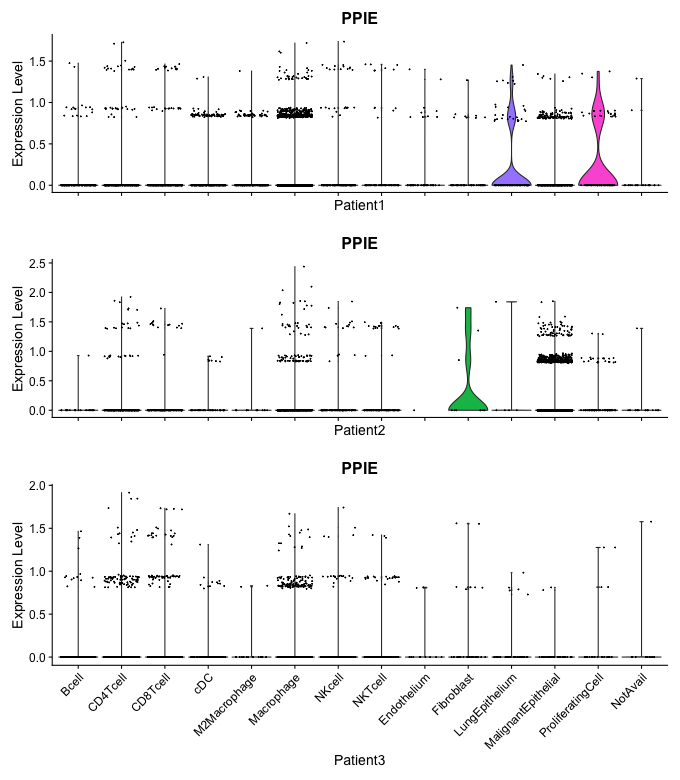 PPIE
Expression Level
1.5
1.0
0.5
0.0
Patient1
PPIE
Expression Level
2.5
2.0
1.5
1.0
0.5
0.0
Patient2
PPIE
Expression Level
2.0
1.5
1.0
0.5
0.0
Bcell
CD4Tcell
CD8Tcell
cDC
M2Macrophage
Macrophage
NKcell
NKTcell
Endothelium
Fibroblast
LungEpithelium
MalignantEpithelial
ProliferatingCell
NotAvail
Patient3